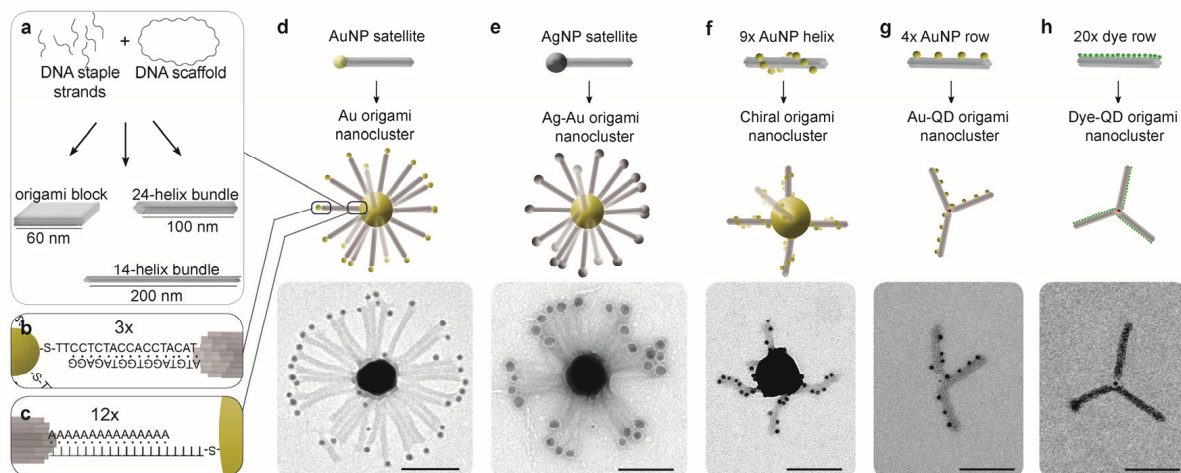 a
DNA staple
strands
+
DNA scaffold
origami block
60 nm
24-helix bundle
100 nm
14-helix bundle
200 nm
b
3x
-S-TTCCTCTACCACCTACAT
ATGTAGGTGGTAGAGG
-S-TT
c
12x
AAAAAAAAAAAAAA
-S-
d
AuNP satellite
Au origami
nanocluster
e
AgNP satellite
Ag-Au origami
nanocluster
f
9x AuNP helix
Chiral origami
nanocluster
g
4x AuNP row
Au-QD origami
nanocluster
h
20x dye row
Dye-QD origami
nanocluster